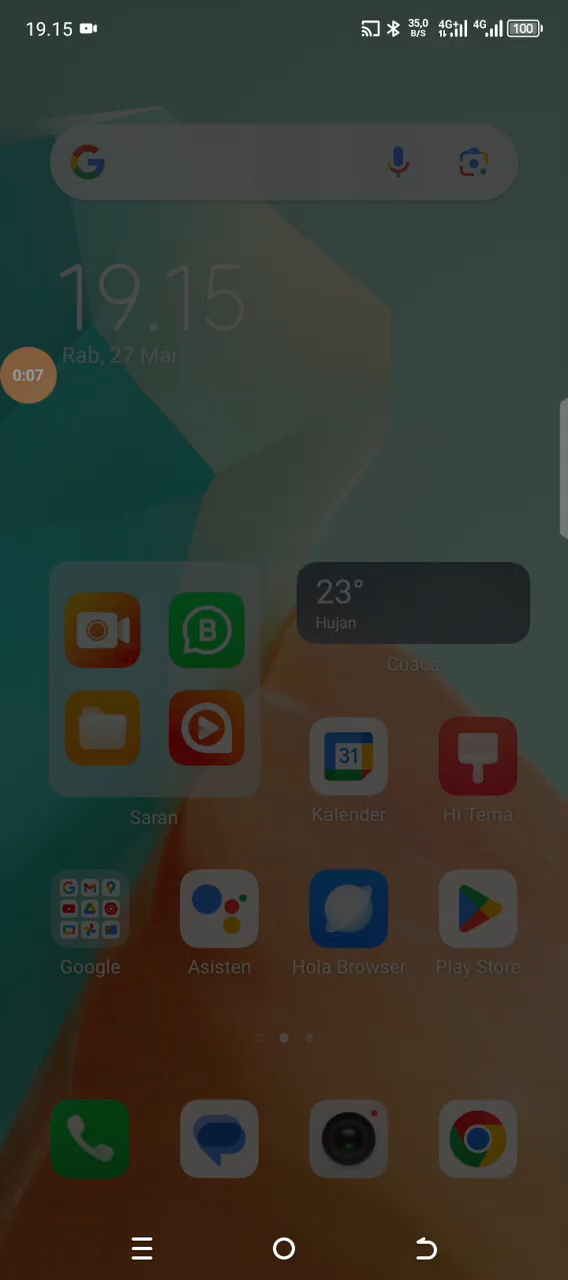 19.15 35,0 B/S 4G+ 4G 100
19.15
Rab, 27 Mar
0:07
23°
Hujan
Cuaca
B
31
Saran
Kalender
Hi Tema
Google
Asisten
Hola Browser
Play Store